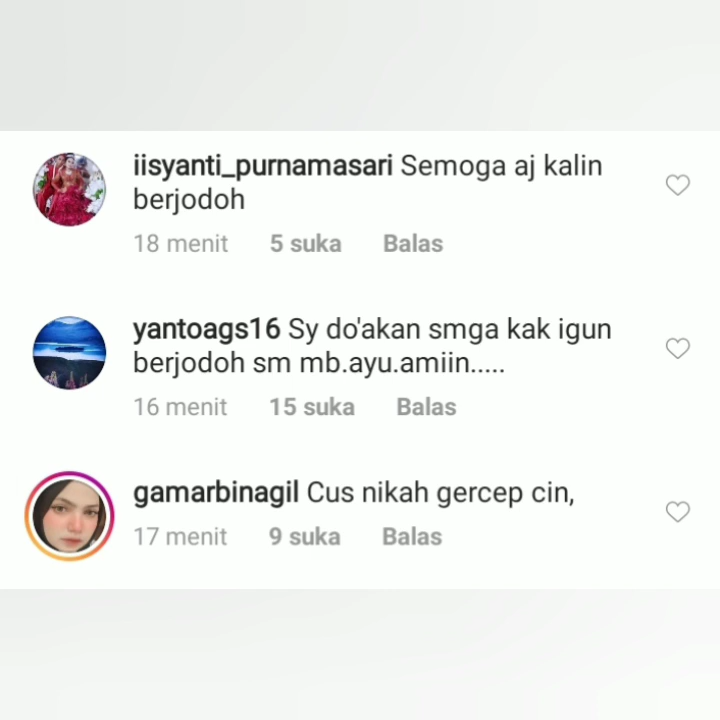 iisyanti_purnamasari Semoga aj kalin
berjodoh
18 menit 5 suka Balas
yantoags16 Sy do'akan smga kak igun
berjodoh sm mb.ayu.amiin.....
16 menit 15 suka Balas
gamarbinagil Cus nikah gercep cin,
17 menit 9 suka Balas